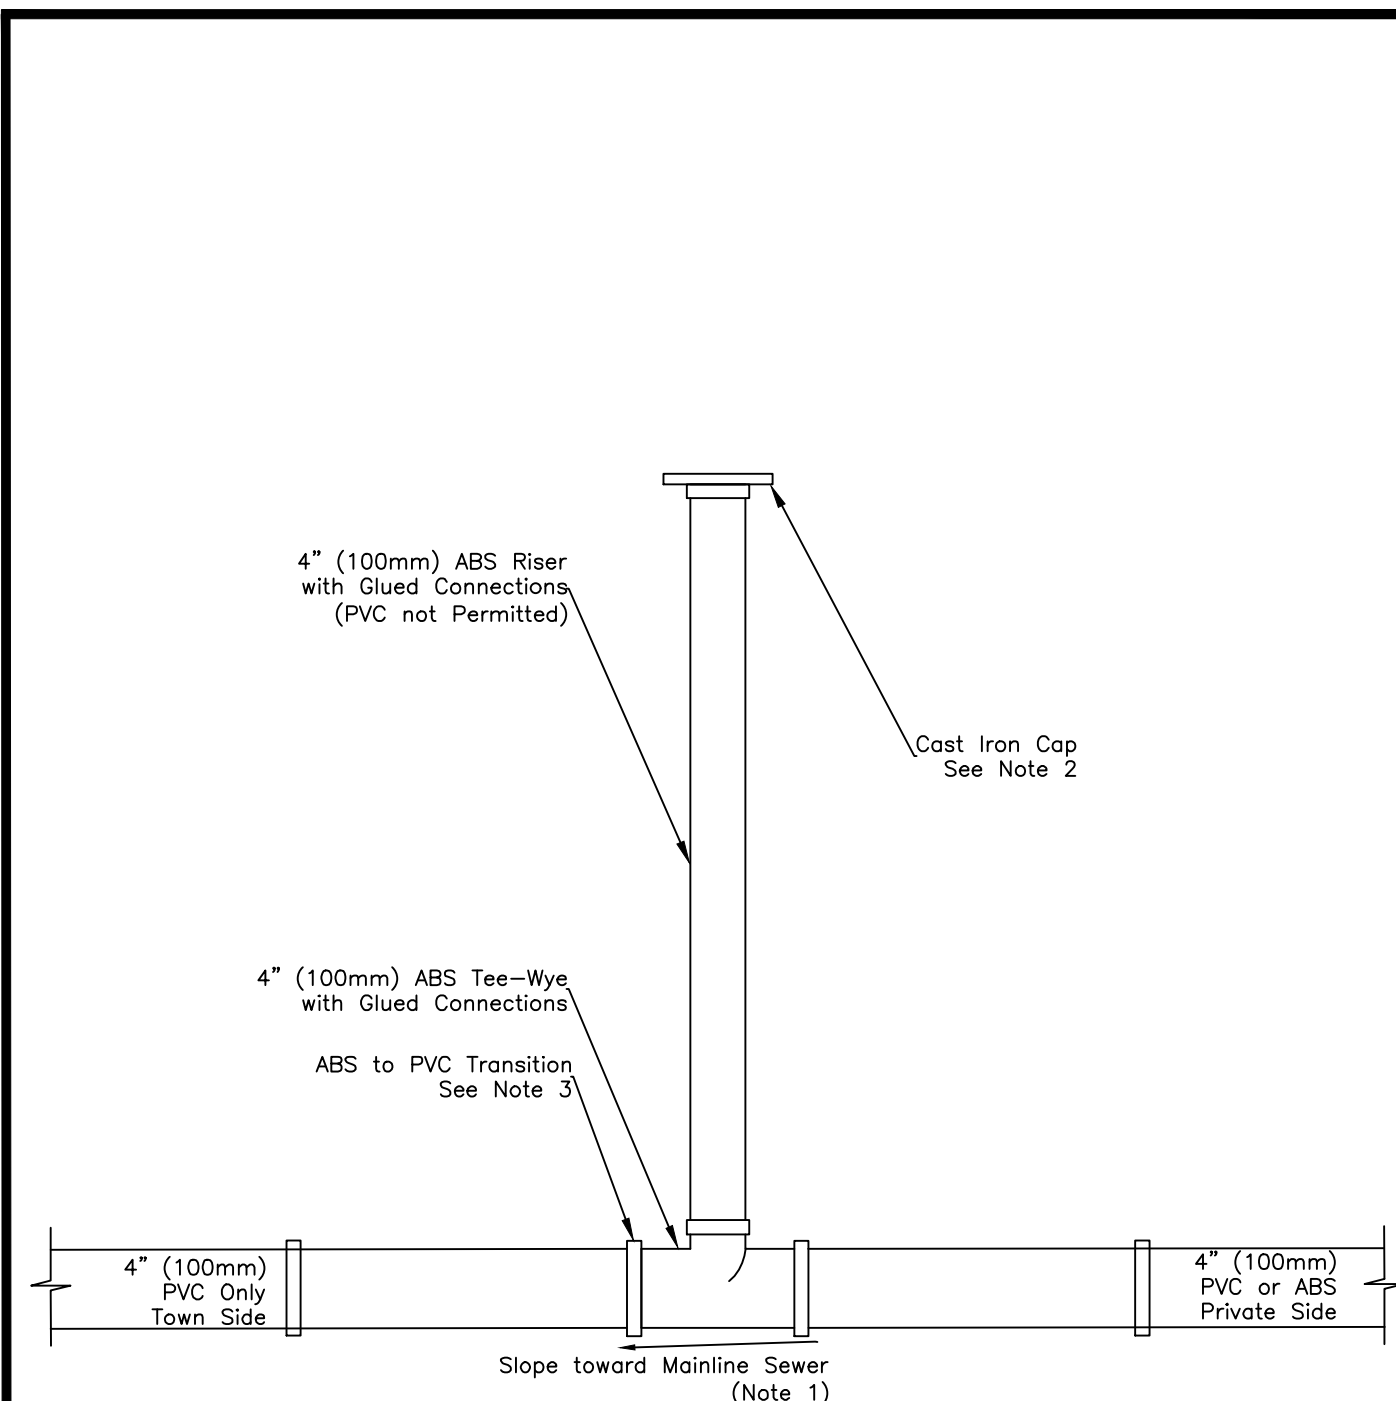 4” (100mm) ABS Riser
with Glued Connections
(PVC not Permitted)
Cast Iron Cap
See Note 2
4” (100mm) ABS Tee-Wye
with Glued Connections
ABS to PVC Transition
See Note 3
4” (100mm)
PVC Only
Town Side
4” (100mm)
PVC or ABS
Private Side
Slope toward Mainline Sewer
(Note 1)